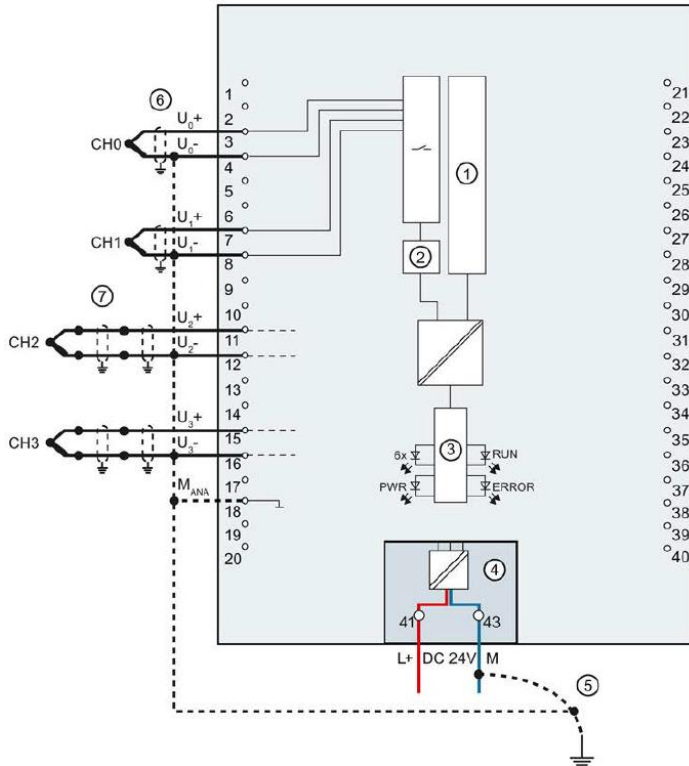 ⑥
U₀+
CH0
U₀-
U₁+
CH1
U₁-
⑦
U₂+
CH2
U₂-
U₃+
CH3
U₃-
M_ANA
1
2
3
4
5
6
7
8
9
10
11
12
13
14
15
16
17
18
19
20
①
②
③
6x
RUN
PWR
ERROR
④
41
43
L+
DC 24V
M
⑤
21
22
23
24
25
26
27
28
29
30
31
32
33
34
35
36
37
38
39
40